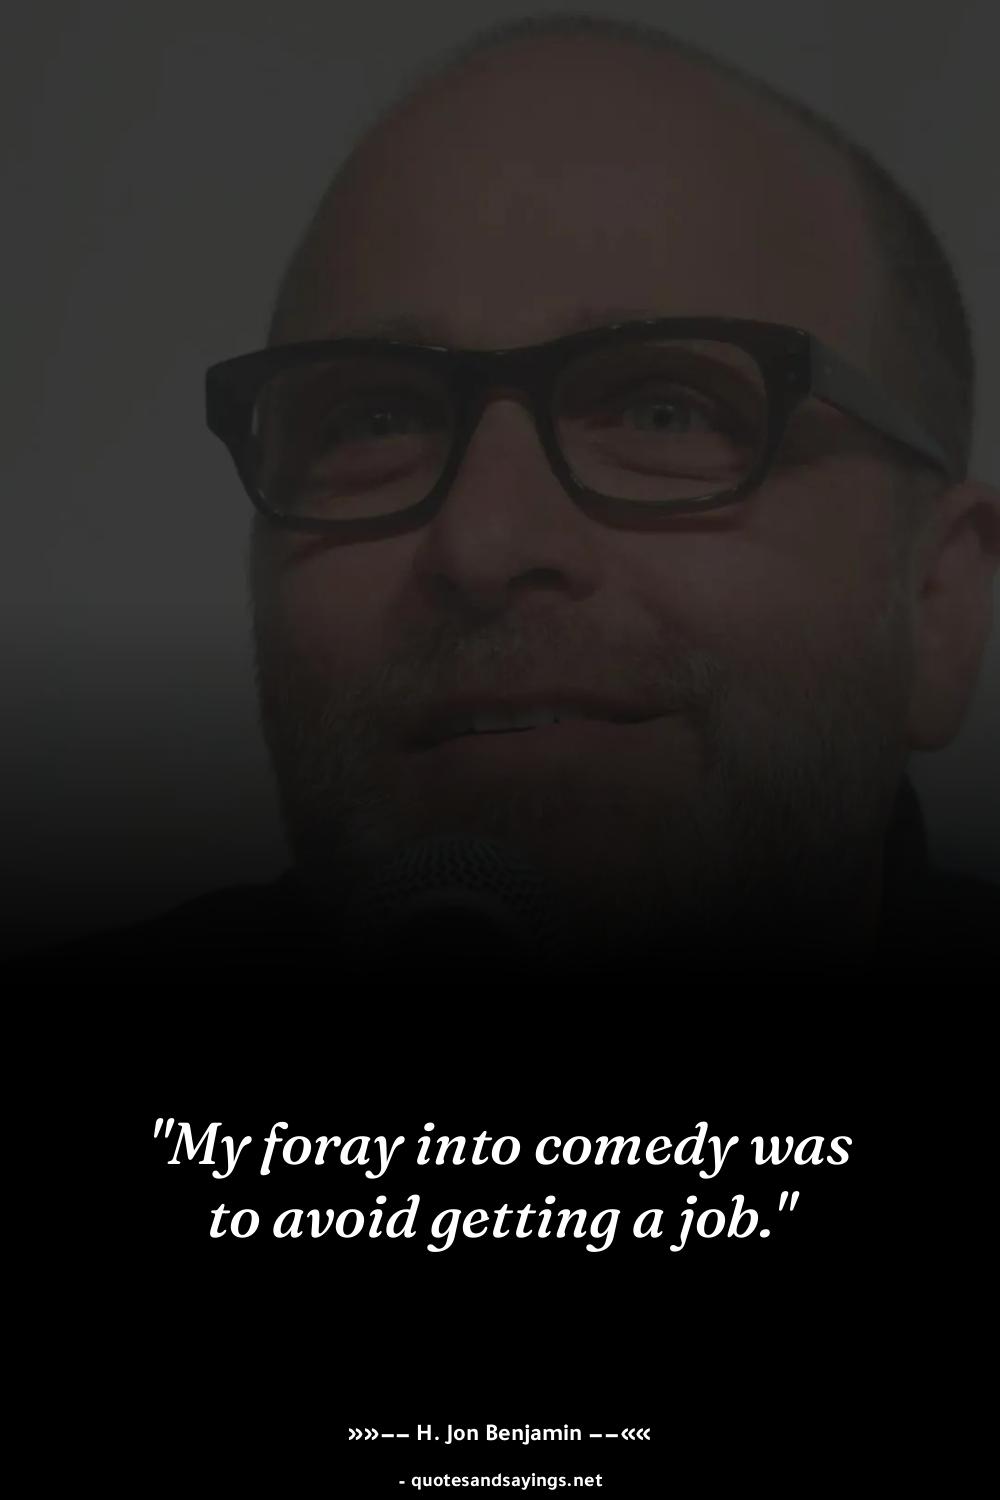 "My foray into comedy was
to avoid getting a job."
»»−− H. Jon Benjamin −−««
- quotesandsayings.net